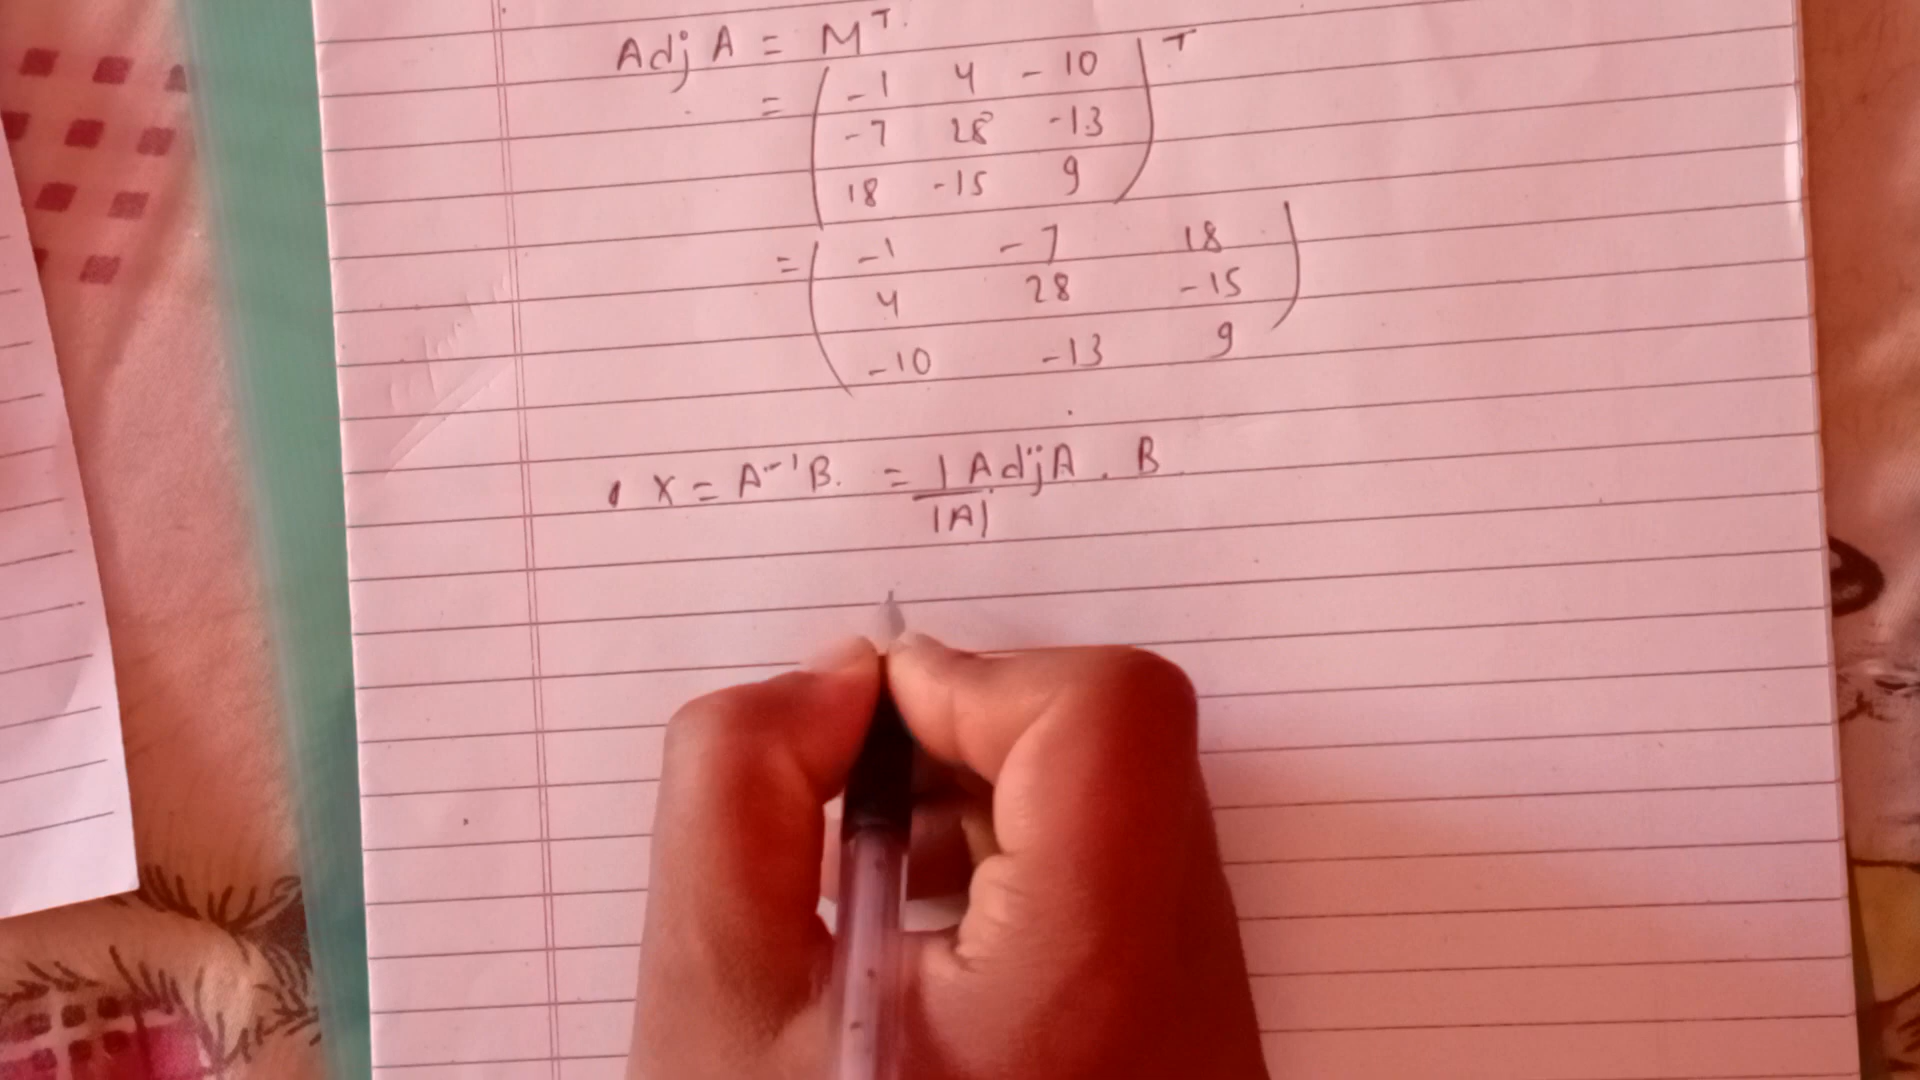 Adj A = M^T.
= ( -1 4 -10 )^T
-7 28 -13
18 -15 9
= ( -1 -7 18 )
4 28 -15
-10 -13 9
X = A^-1 B. = 1/|A| AdjA . B